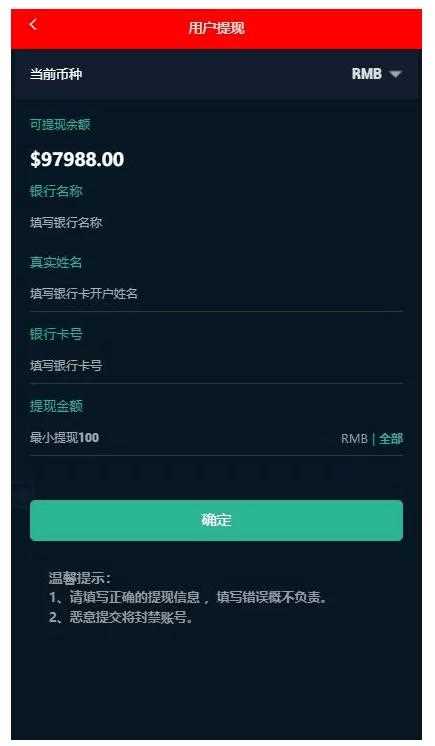 用户提现
当前币种 RMB
可提现余额
$97988.00
银行名称
填写银行名称
真实姓名
填写银行卡开户姓名
银行卡号
填写银行卡号
提现金额
最小提现100 RMB | 全部
确定
温馨提示：
1、请填写正确的提现信息 ，填写错误概不负责。
2、恶意提交将封禁账号。